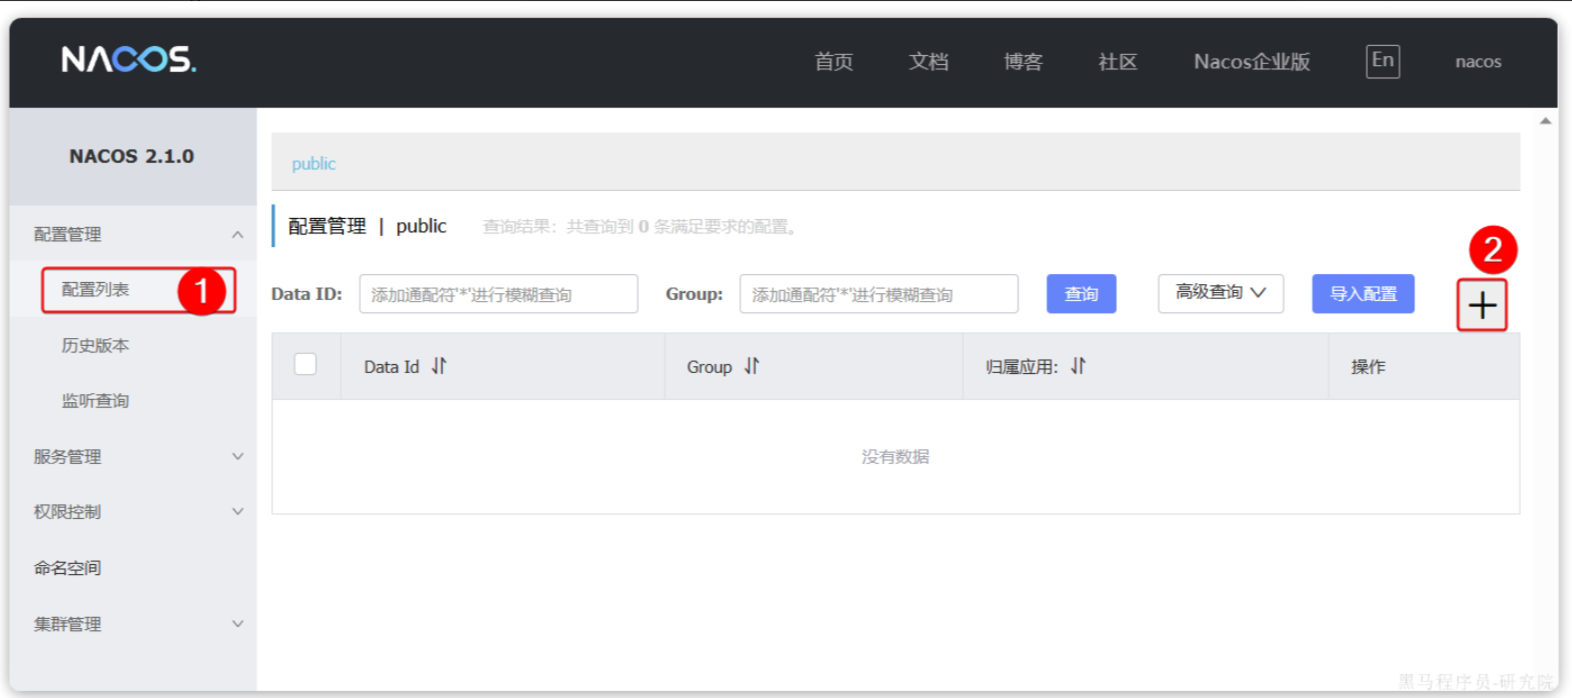 NACOS.
首页 文档 博客 社区 Nacos企业版 En nacos
NACOS 2.1.0
public
配置管理
配置管理 | public 查询结果：共查询到 0 条满足要求的配置。
2
配置列表 1
Data ID: 添加通配符'*'进行模糊查询 Group: 添加通配符'*'进行模糊查询 查询 高级查询 导入配置 +
历史版本
Data Id Group 归属应用: 操作
监听查询
服务管理
没有数据
权限控制
命名空间
集群管理
黑马程序员-研究院